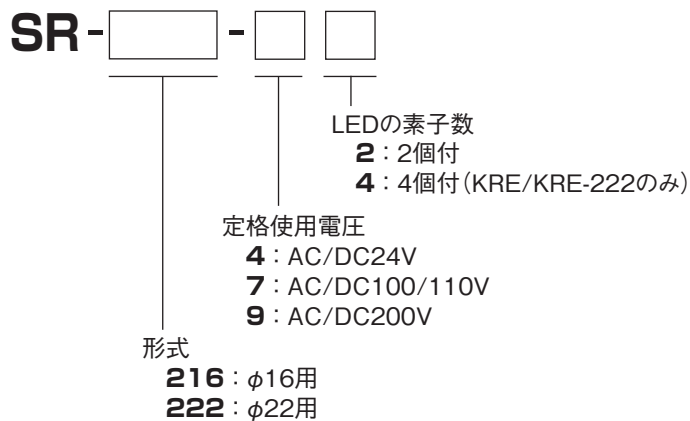 SR- -
LEDの素子数
2：2個付
4：4個付（KRE/KRE-222のみ）
定格使用電圧
4：AC/DC24V
7：AC/DC100/110V
9：AC/DC200V
形式
216：φ16用
222：φ22用